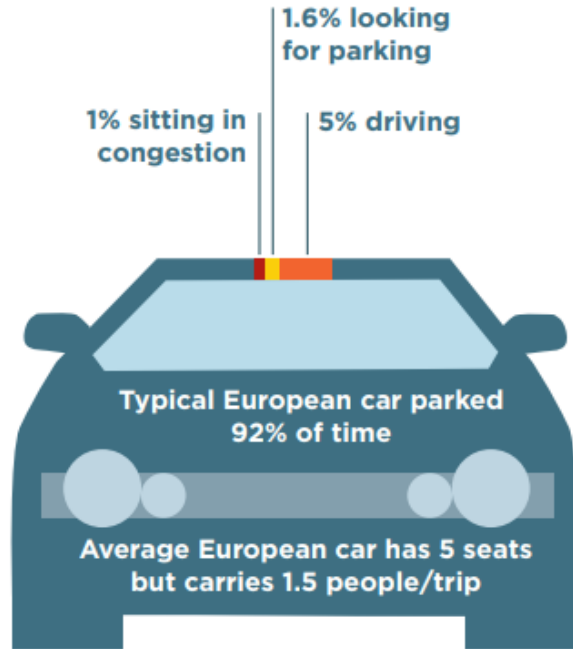 1.6% looking
for parking
1% sitting in
congestion
5% driving
Typical European car parked
92% of time
Average European car has 5 seats
but carries 1.5 people/trip